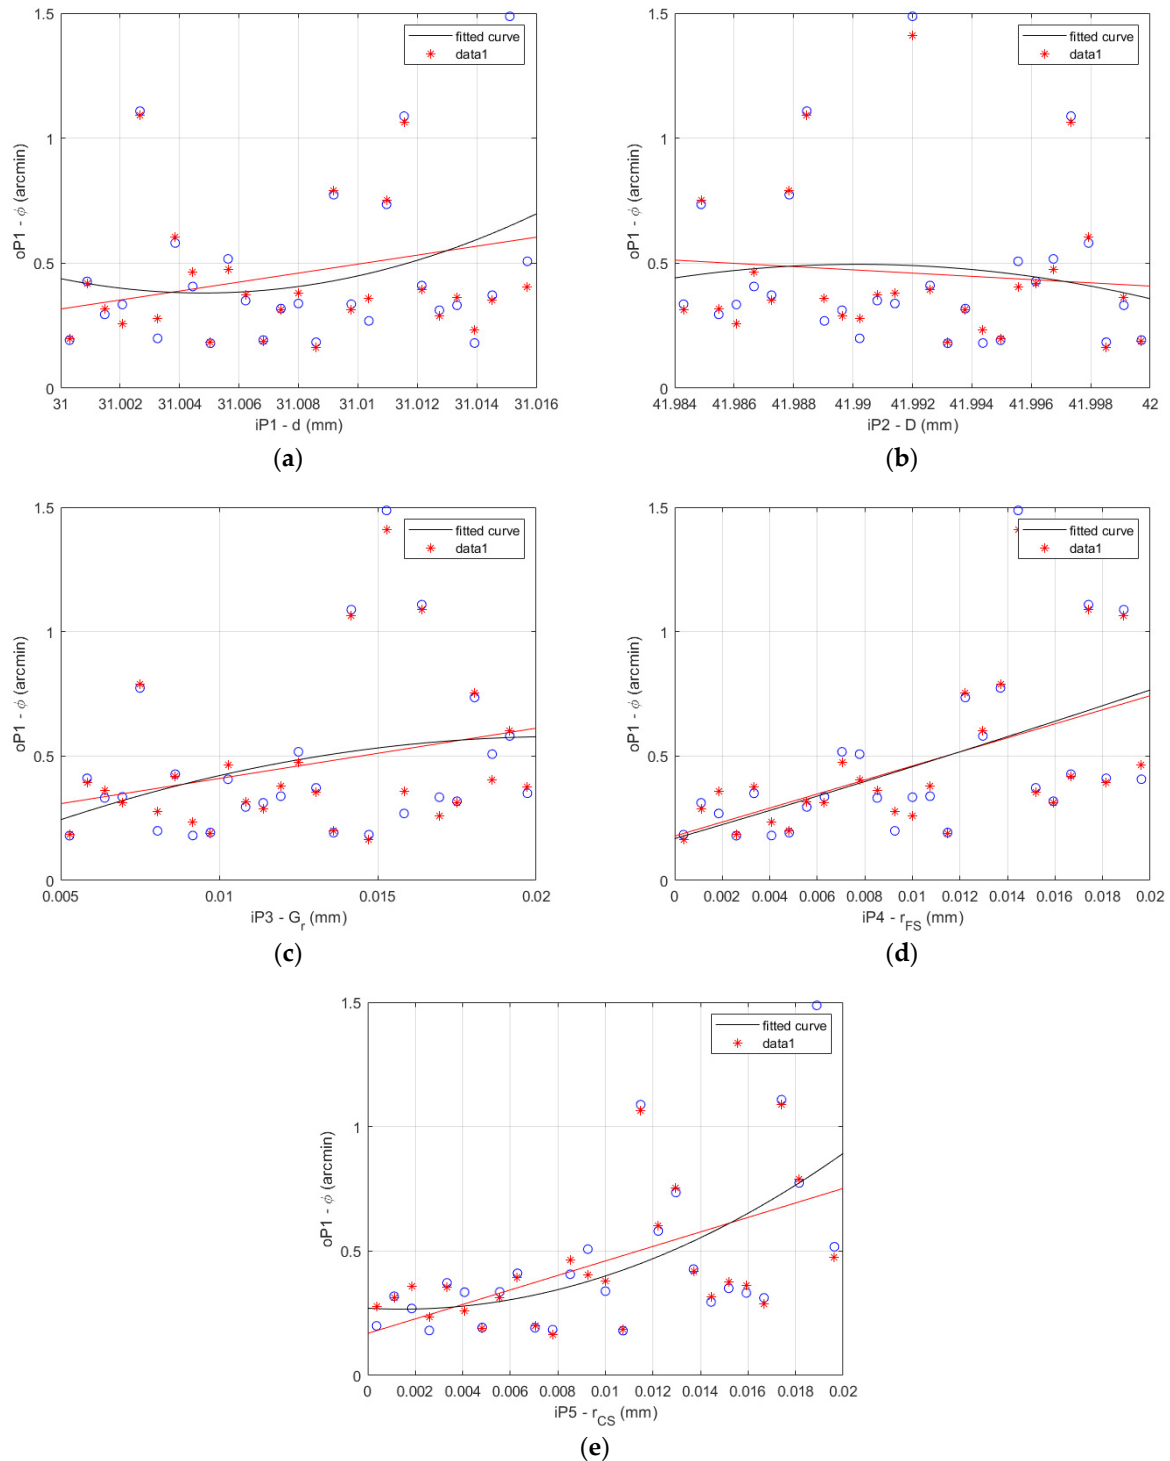 1.5
1
0.5
0
oP1 - ϕ (arcmin)
fitted curve
data1
31 31.002 31.004 31.006 31.008 31.01 31.012 31.014 31.016
iP1 - d (mm)
(a)
1.5
1
0.5
0
oP1 - ϕ (arcmin)
fitted curve
data1
41.984 41.986 41.988 41.99 41.992 41.994 41.996 41.998 42
iP2 - D (mm)
(b)
1.5
1
0.5
0
oP1 - ϕ (arcmin)
fitted curve
data1
0.005 0.01 0.015 0.02
iP3 - G_r (mm)
(c)
1.5
1
0.5
0
oP1 - ϕ (arcmin)
fitted curve
data1
0 0.002 0.004 0.006 0.008 0.01 0.012 0.014 0.016 0.018 0.02
iP4 - r_FS (mm)
(d)
1.5
1
0.5
0
oP1 - ϕ (arcmin)
fitted curve
data1
0 0.002 0.004 0.006 0.008 0.01 0.012 0.014 0.016 0.018 0.02
iP5 - r_CS (mm)
(e)